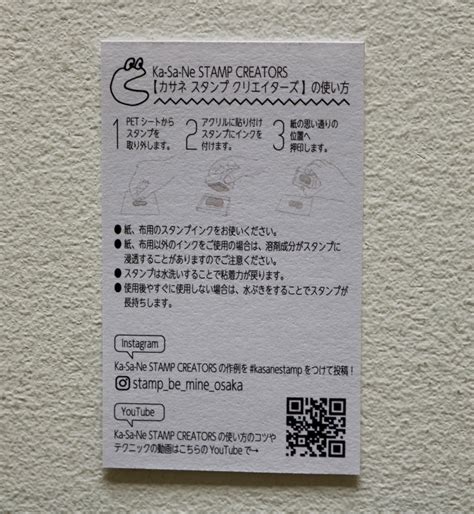 Ka-Sa-Ne STAMP CREATORS
【カサネ スタンプ クリエイターズ】の使い方
1 PETシートから
スタンプを
取り外します。
2 アクリルに貼り付け
スタンプにインクを
付けます。
3 紙の思い通りの
位置へ
押印します。
●紙、布用のスタンプインクをお使いください。
●紙、布用以外のインクをご使用の場合は、溶剤成分がスタンプに
浸透することがありますのでご注意ください。
●スタンプは水洗いすることで粘着力が戻ります。
●使用後やすぐに使用しない場合は、水ぶきをすることでスタンプが
長持ちします。
Instagram
Ka-Sa-Ne STAMP CREATORS の作例を #kasanestamp をつけて投稿！
stamp_be_mine_osaka
YouTube
Ka-Sa-Ne STAMP CREATORS の使い方のコツや
テクニックの動画はこちらの YouTube で→